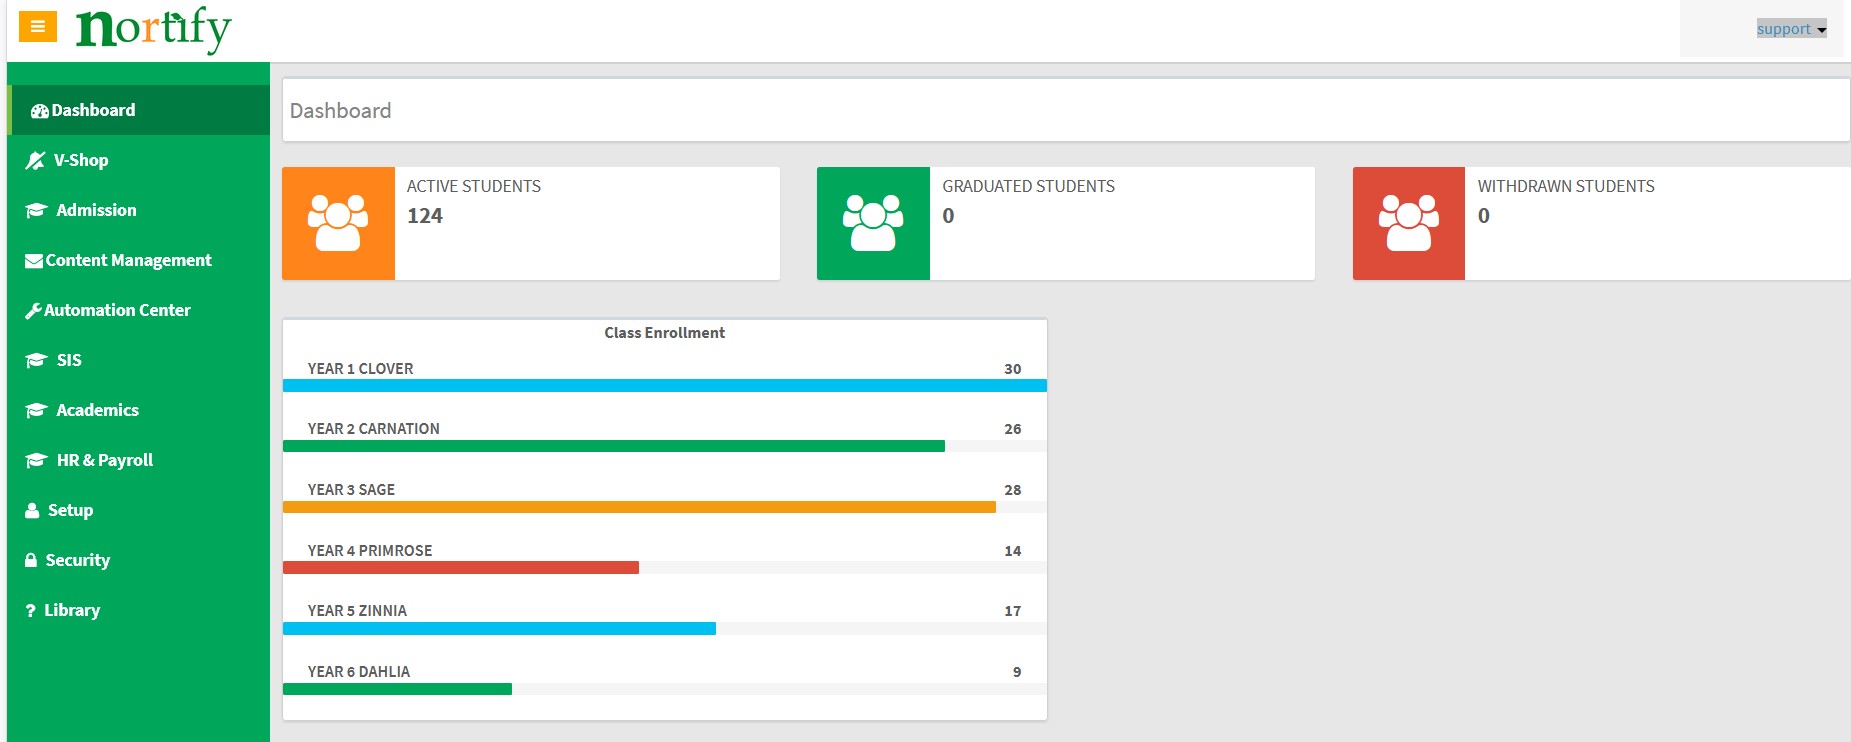 nortify
support
Dashboard
V-Shop
Admission
Content Management
Automation Center
SIS
Academics
HR & Payroll
Setup
Security
? Library
Dashboard
ACTIVE STUDENTS
124
GRADUATED STUDENTS
0
WITHDRAWN STUDENTS
0
Class Enrollment
YEAR 1 CLOVER 30
YEAR 2 CARNATION 26
YEAR 3 SAGE 28
YEAR 4 PRIMROSE 14
YEAR 5 ZINNIA 17
YEAR 6 DAHLIA 9